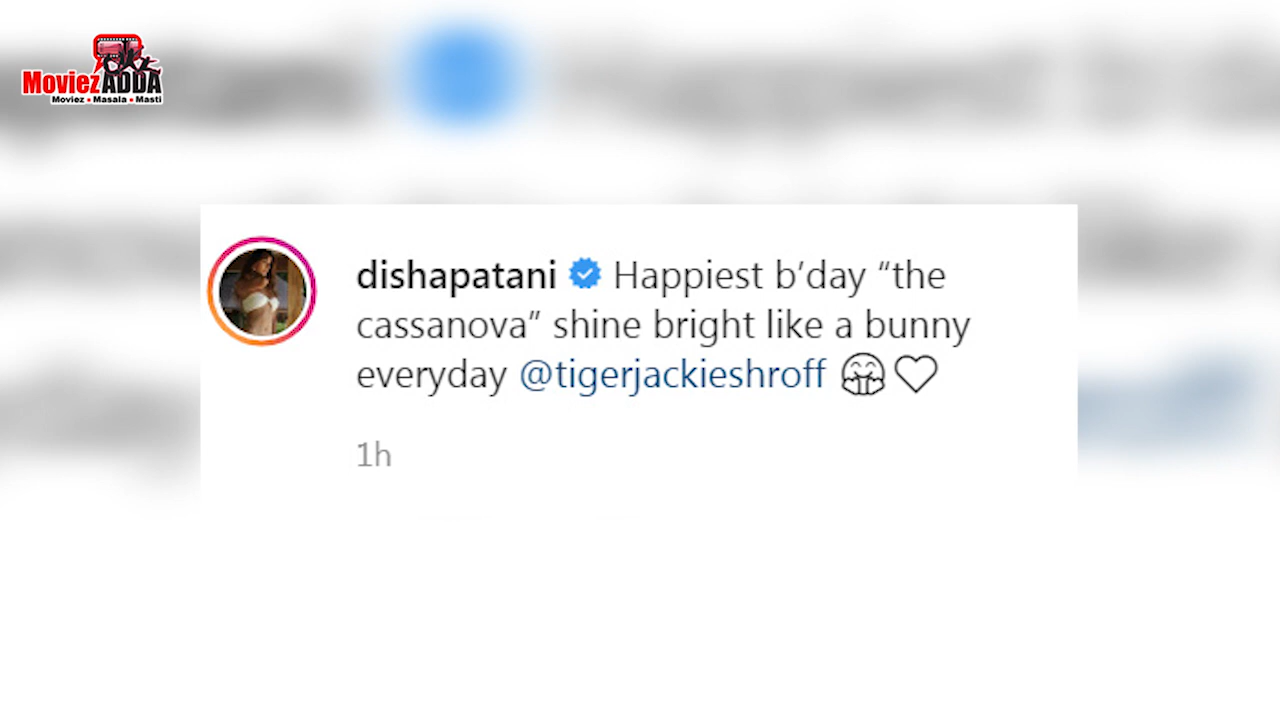 MoviezADDA
Moviez • Masala • Masti
dishapatani Happiest b'day “the
cassanova” shine bright like a bunny
everyday @tigerjackieshroff 🤗♡
1h